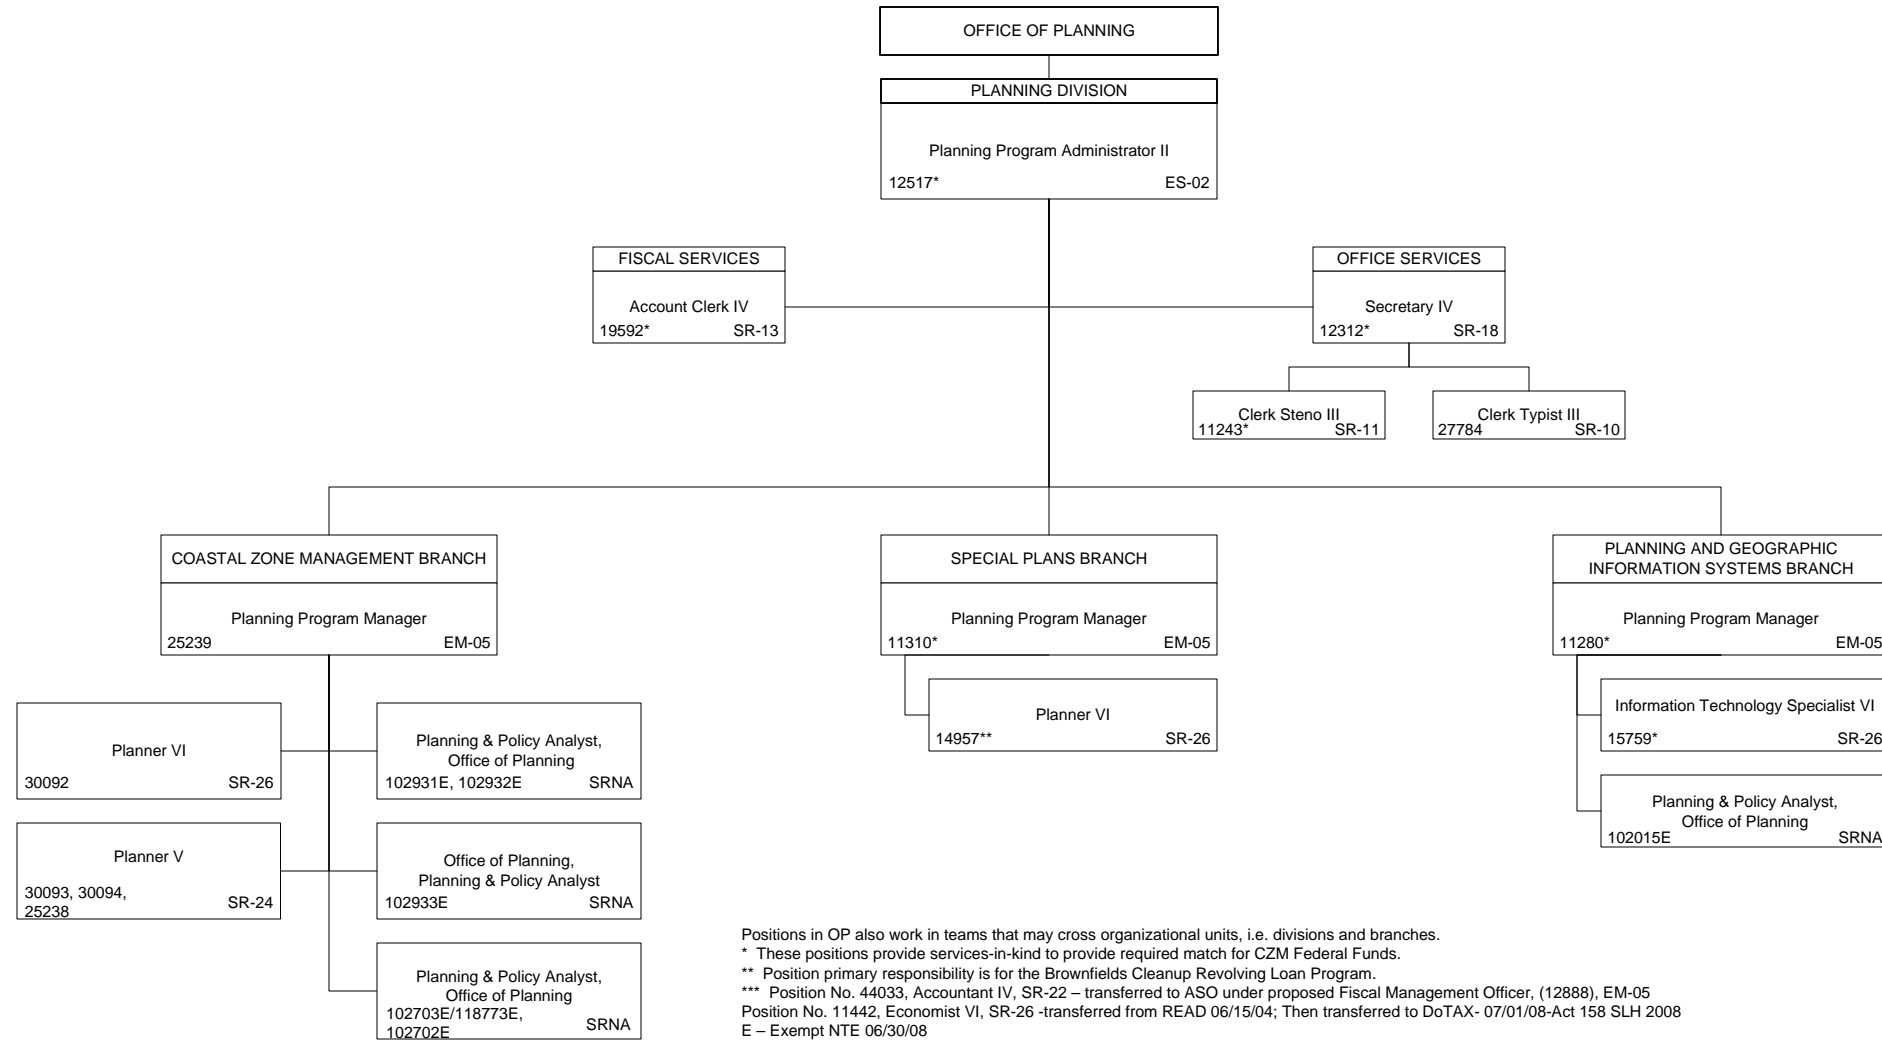 OFFICE OF PLANNING
PLANNING DIVISION
Planning Program Administrator II
12517* ES-02
FISCAL SERVICES
Account Clerk IV
19592* SR-13
OFFICE SERVICES
Secretary IV
12312* SR-18
Clerk Steno III
11243* SR-11
Clerk Typist III
27784 SR-10
COASTAL ZONE MANAGEMENT BRANCH
Planning Program Manager
25239 EM-05
Planner VI
30092 SR-26
Planning & Policy Analyst,
Office of Planning
102931E, 102932E SRNA
Planner V
30093, 30094,
25238 SR-24
Office of Planning,
Planning & Policy Analyst
102933E SRNA
Planning & Policy Analyst,
Office of Planning
102703E/118773E,
102702E SRNA
SPECIAL PLANS BRANCH
Planning Program Manager
11310* EM-05
Planner VI
14957** SR-26
PLANNING AND GEOGRAPHIC
INFORMATION SYSTEMS BRANCH
Planning Program Manager
11280* EM-05
Information Technology Specialist VI
15759* SR-26
Planning & Policy Analyst,
Office of Planning
102015E SRNA
Positions in OP also work in teams that may cross organizational units, i.e. divisions and branches.
* These positions provide services-in-kind to provide required match for CZM Federal Funds.
** Position primary responsibility is for the Brownfields Cleanup Revolving Loan Program.
*** Position No. 44033, Accountant IV, SR-22 – transferred to ASO under proposed Fiscal Management Officer, (12888), EM-05
Position No. 11442, Economist VI, SR-26 -transferred from READ 06/15/04; Then transferred to DoTAX- 07/01/08-Act 158 SLH 2008
E – Exempt NTE 06/30/08